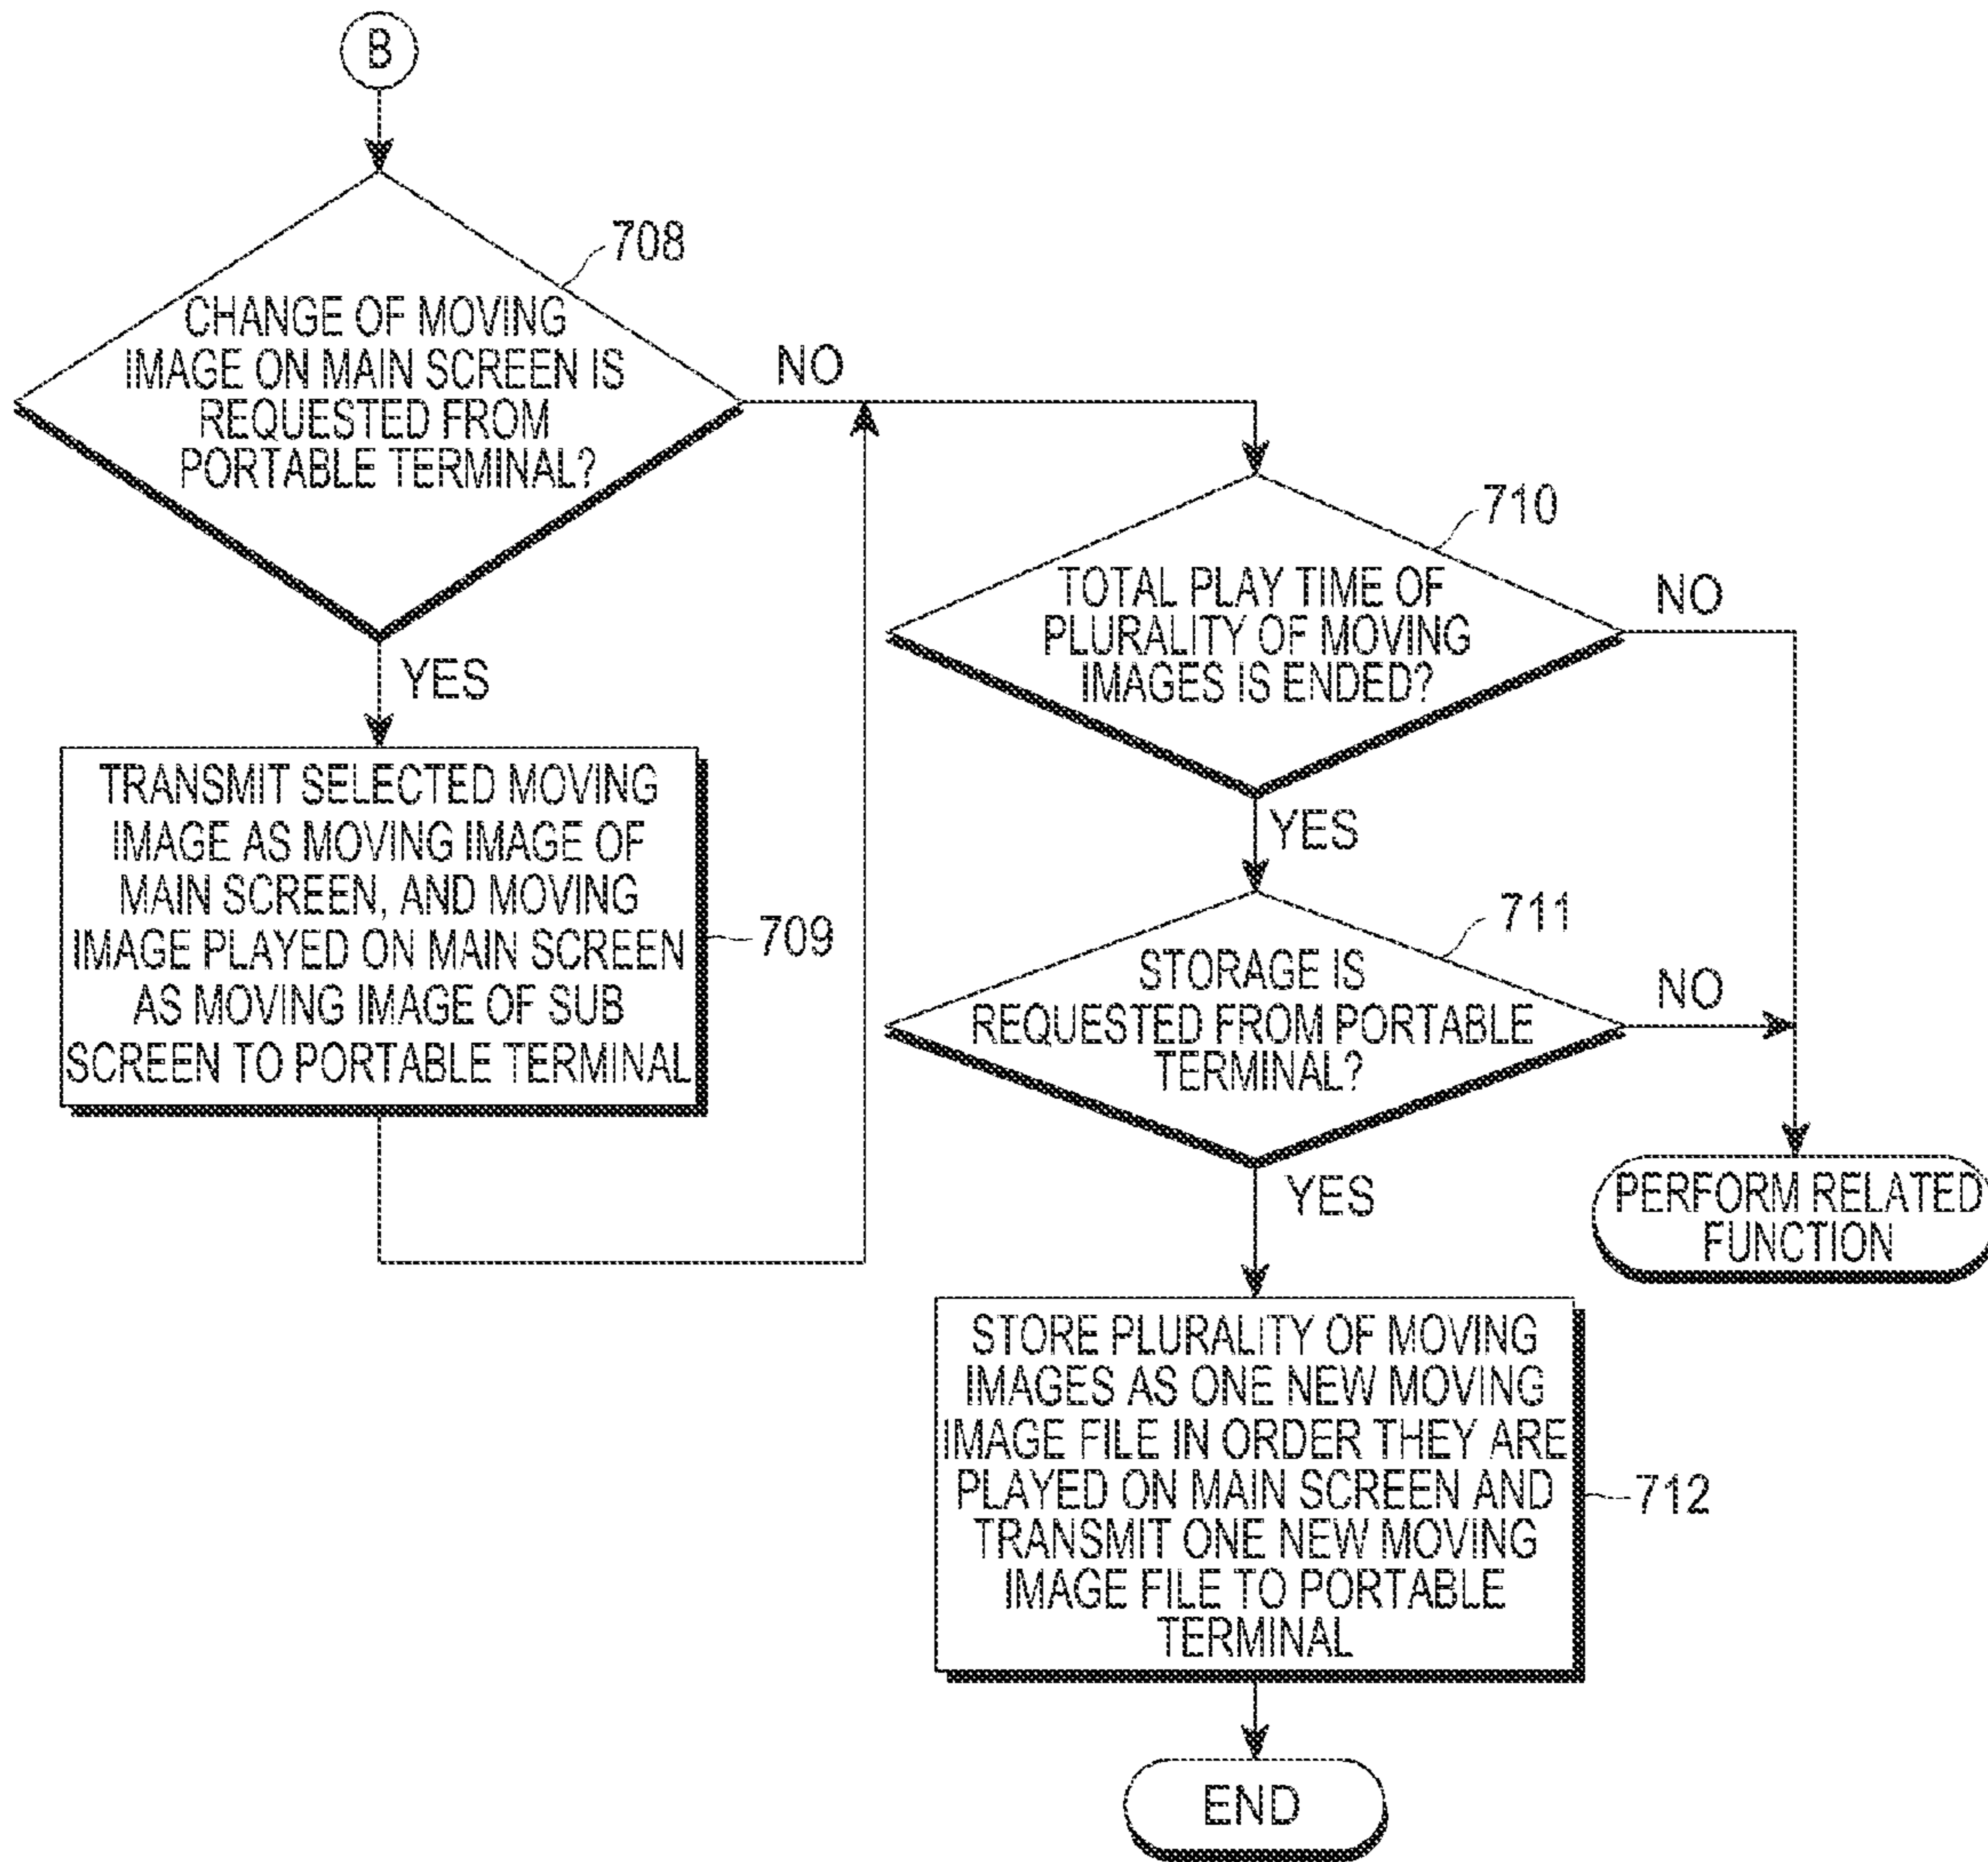 B
708
CHANGE OF MOVING
IMAGE ON MAIN SCREEN IS
REQUESTED FROM
PORTABLE TERMINAL?
NO
YES
TRANSMIT SELECTED MOVING
IMAGE AS MOVING IMAGE OF
MAIN SCREEN, AND MOVING
IMAGE PLAYED ON MAIN SCREEN
AS MOVING IMAGE OF SUB
SCREEN TO PORTABLE TERMINAL
709
710
TOTAL PLAY TIME OF
PLURALITY OF MOVING
IMAGES IS ENDED?
NO
YES
711
STORAGE IS
REQUESTED FROM PORTABLE
TERMINAL?
NO
YES
PERFORM RELATED
FUNCTION
STORE PLURALITY OF MOVING
IMAGES AS ONE NEW MOVING
IMAGE FILE IN ORDER THEY ARE
PLAYED ON MAIN SCREEN AND
TRANSMIT ONE NEW MOVING
IMAGE FILE TO PORTABLE
TERMINAL
712
END